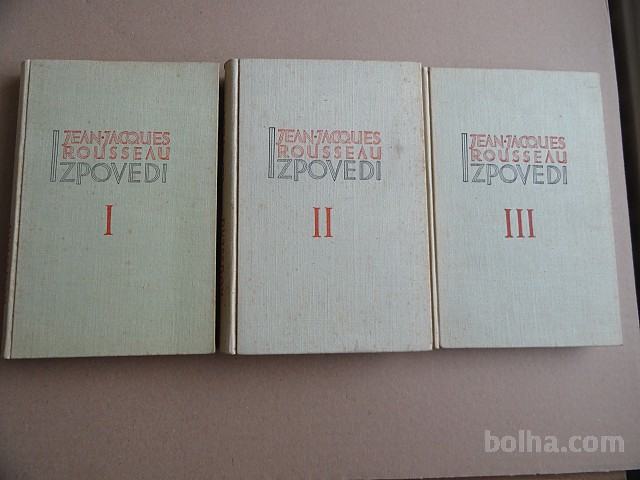 JEAN-JACQUES
ROUSSEAU
IZPOVEDI
I
JEAN-JACQUES
ROUSSEAU
IZPOVEDI
II
JEAN-JACQUES
ROUSSEAU
IZPOVEDI
III
bolha.com